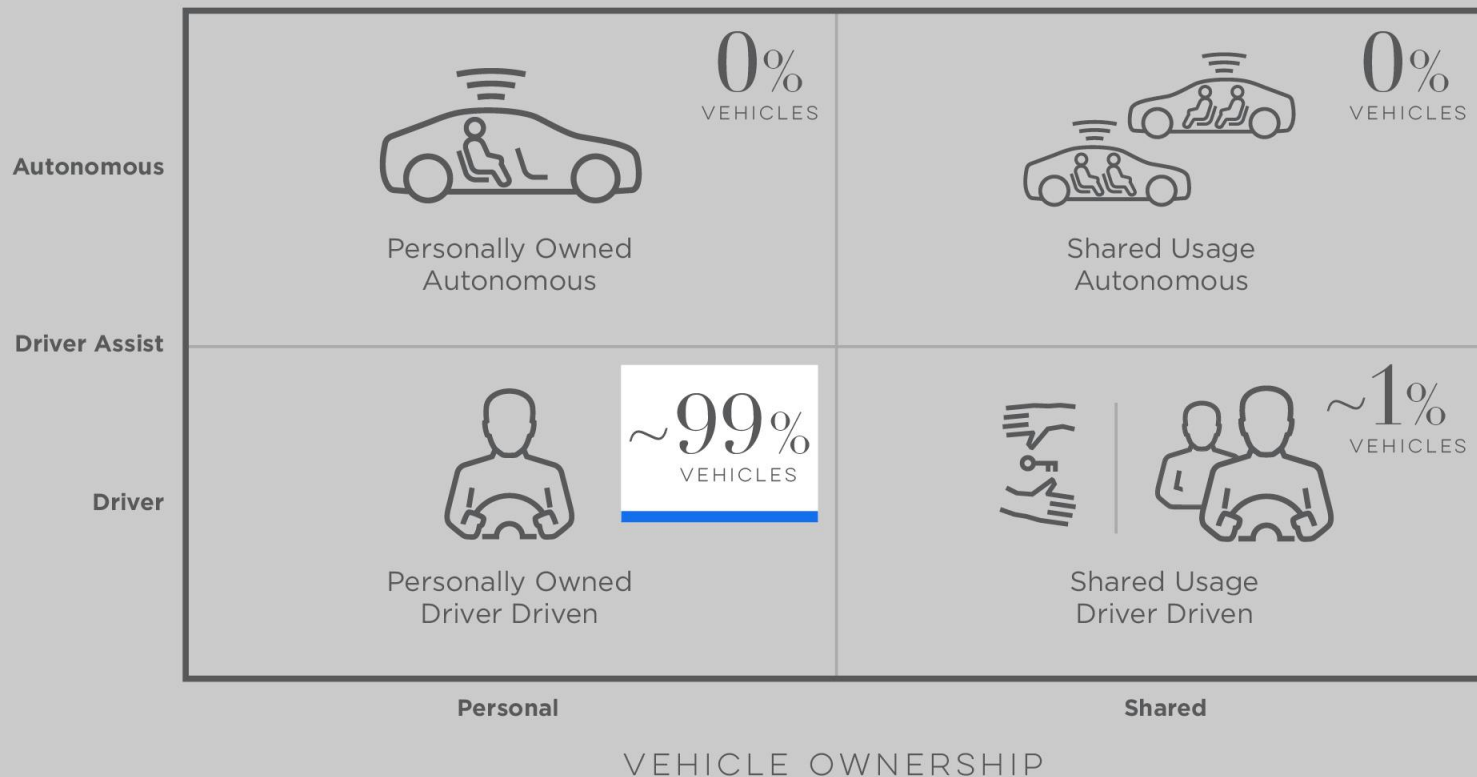 0%
VEHICLES
0%
VEHICLES
Autonomous
Personally Owned
Autonomous
Shared Usage
Autonomous
Driver Assist
~99%
VEHICLES
~1%
VEHICLES
Driver
Personally Owned
Driver Driven
Shared Usage
Driver Driven
Personal
Shared
VEHICLE OWNERSHIP